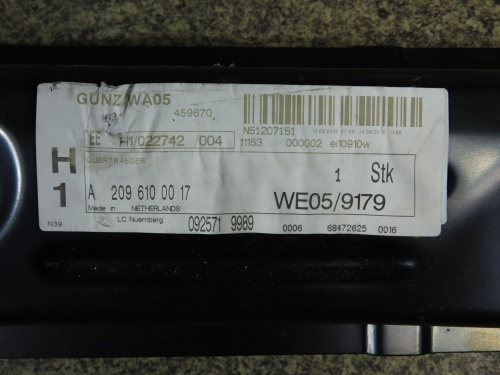 GUNZ/WA05
459670
N51207151
EE H1/022742 /004
11153 000002 ei10910w
H
1
QUERTRAEGER
1 Stk
A 209 610 00 17
WE05/9179
Made in NETHERLANDS
N39
LC Nuernberg
092571 9989
0006 68472625 0016